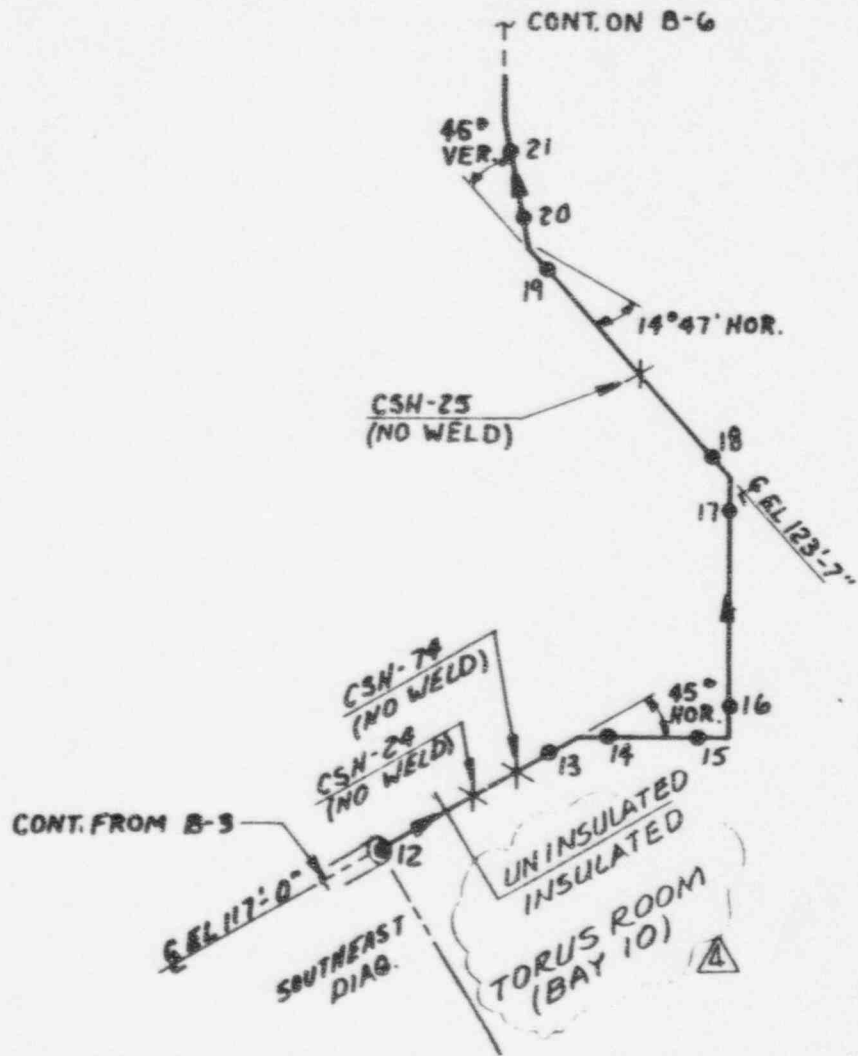 CONT. ON B-6
46°
VER.
21
20
19
14°47' HOR.
CSH-25
(NO WELD)
18
17
℄ EL 123'-7"
CSH-74
(NO WELD)
CSH-24
(NO WELD)
45°
HOR.
16
13
14
15
CONT. FROM B-3
12
UNINSULATED
INSULATED
℄ EL 117'-0"
SOUTHEAST
DIAG.
TORUS ROOM
(BAY 10)
4